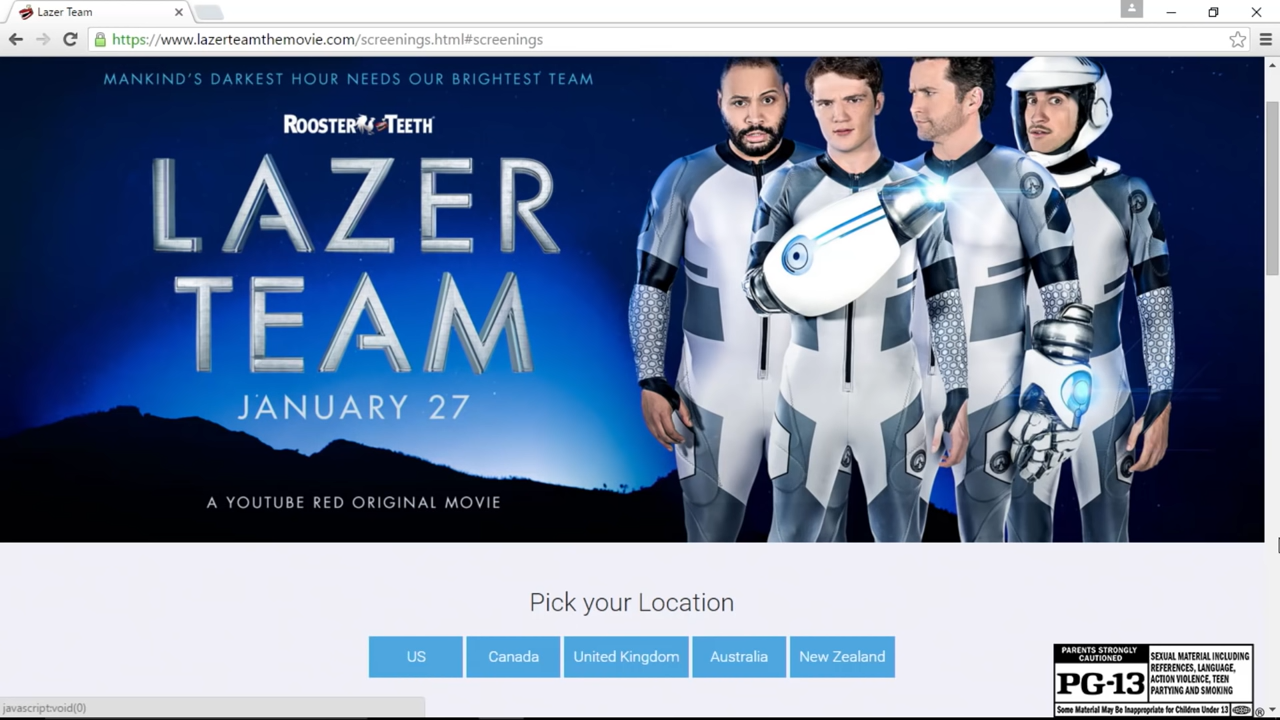 Lazer Team
https://www.lazerteamthemovie.com/screenings.html#screenings
MANKIND'S DARKEST HOUR NEEDS OUR BRIGHTEST TEAM
ROOSTER TEETH
LAZER
TEAM
JANUARY 27
A YOUTUBE RED ORIGINAL MOVIE
Pick your Location
US
Canada
United Kingdom
Australia
New Zealand
PARENTS STRONGLY
CAUTIONED
PG-13
SEXUAL MATERIAL INCLUDING
REFERENCES, LANGUAGE,
ACTION VIOLENCE, TEEN
PARTYING AND SMOKING
Some Material May Be Inappropriate for Children Under 13
®
javascript:void(0)